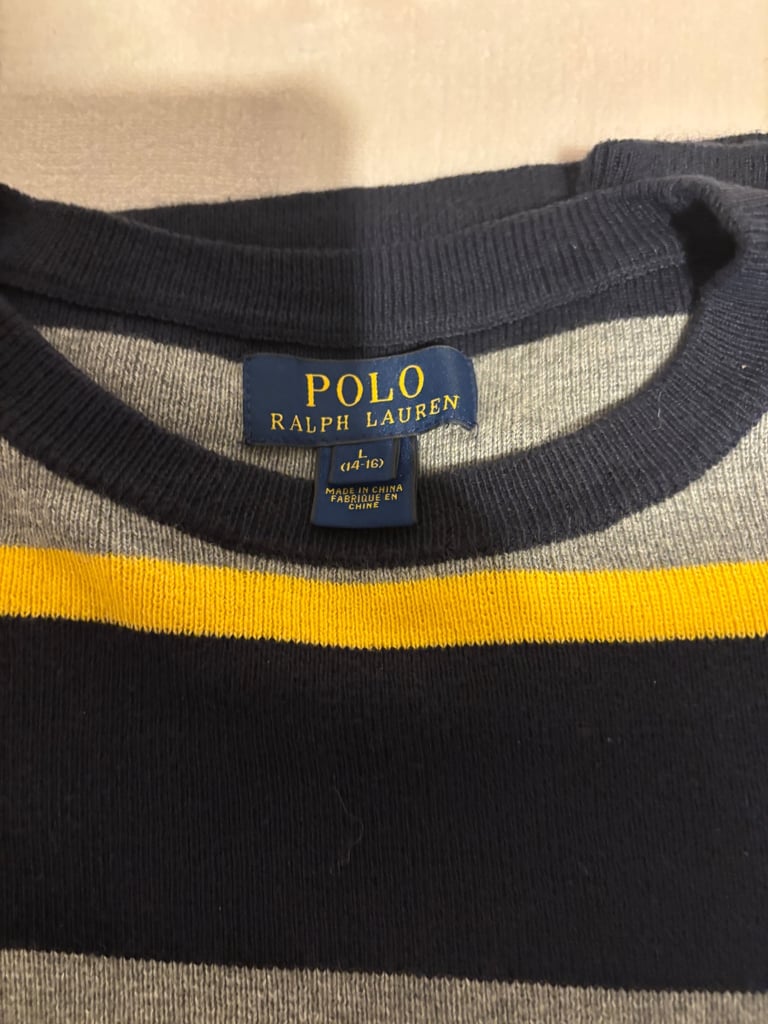 POLO
RALPH LAUREN
L
(14-16)
MADE IN CHINA
FABRIQUE EN
CHINE